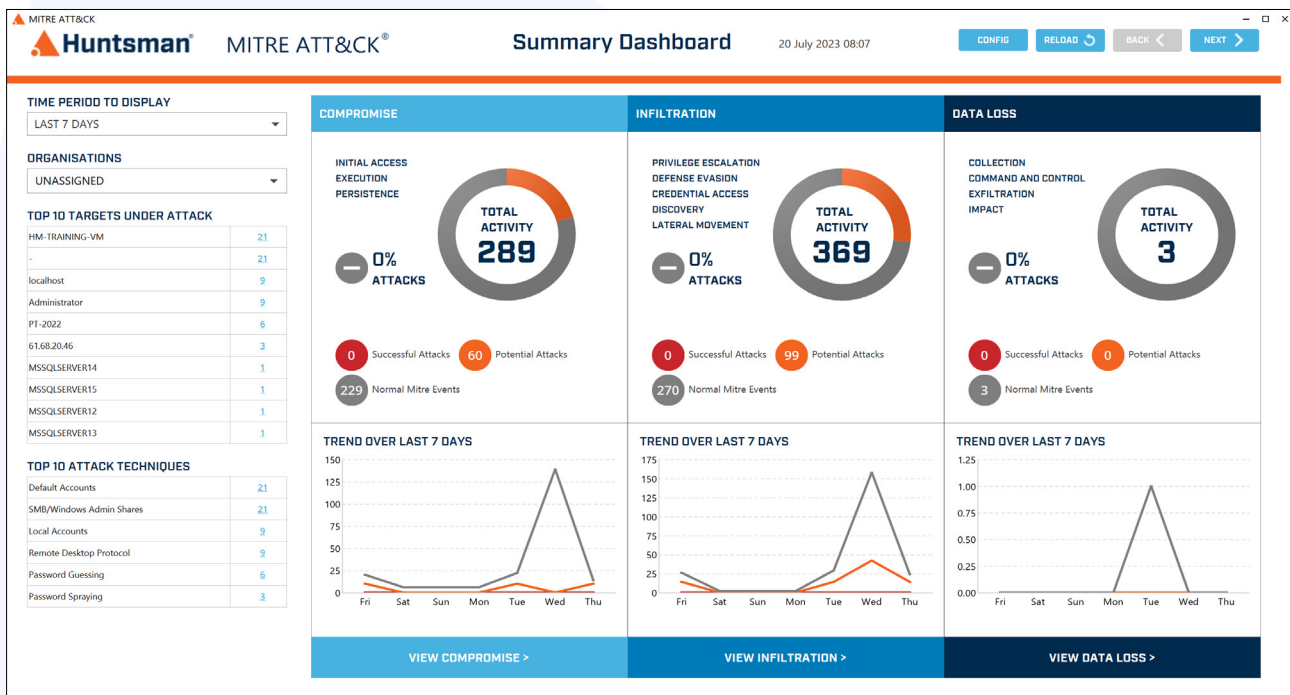 MITRE ATT&CK
Huntsman®
MITRE ATT&CK®
Summary Dashboard
20 July 2023 08:07
CONFIG
RELOAD
BACK
NEXT
TIME PERIOD TO DISPLAY
LAST 7 DAYS
ORGANISATIONS
UNASSIGNED
TOP 10 TARGETS UNDER ATTACK
HM-TRAINING-VM 21
- 21
localhost 9
Administrator 9
PT-2022 6
61.68.20.46 3
MSSQLSERVER14 1
MSSQLSERVER15 1
MSSQLSERVER12 1
MSSQLSERVER13 1
TOP 10 ATTACK TECHNIQUES
Default Accounts 21
SMB/Windows Admin Shares 21
Local Accounts 9
Remote Desktop Protocol 9
Password Guessing 6
Password Spraying 3
COMPROMISE
INITIAL ACCESS
EXECUTION
PERSISTENCE
TOTAL
ACTIVITY
289
0%
ATTACKS
0 Successful Attacks 60 Potential Attacks
229 Normal Mitre Events
TREND OVER LAST 7 DAYS
150
125
100
75
50
25
0
Fri Sat Sun Mon Tue Wed Thu
VIEW COMPROMISE >
INFILTRATION
PRIVILEGE ESCALATION
DEFENSE EVASION
CREDENTIAL ACCESS
DISCOVERY
LATERAL MOVEMENT
TOTAL
ACTIVITY
369
0%
ATTACKS
0 Successful Attacks 99 Potential Attacks
270 Normal Mitre Events
TREND OVER LAST 7 DAYS
175
150
125
100
75
50
25
0
Fri Sat Sun Mon Tue Wed Thu
VIEW INFILTRATION >
DATA LOSS
COLLECTION
COMMAND AND CONTROL
EXFILTRATION
IMPACT
TOTAL
ACTIVITY
3
0%
ATTACKS
0 Successful Attacks 0 Potential Attacks
3 Normal Mitre Events
TREND OVER LAST 7 DAYS
1.25
1.00
0.75
0.50
0.25
0.00
Fri Sat Sun Mon Tue Wed Thu
VIEW DATA LOSS >